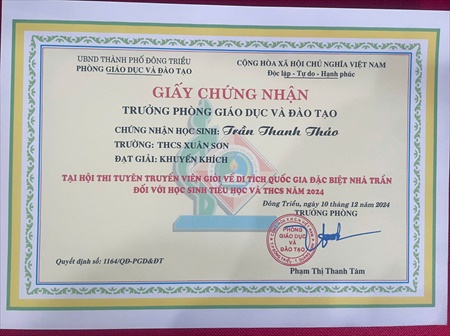 UBND THÀNH PHỐ ĐÔNG TRIỀU
PHÒNG GIÁO DỤC VÀ ĐÀO TẠO
CỘNG HÒA XÃ HỘI CHỦ NGHĨA VIỆT NAM
Độc lập - Tự do - Hạnh phúc
GIẤY CHỨNG NHẬN
TRƯỞNG PHÒNG GIÁO DỤC VÀ ĐÀO TẠO
CHỨNG NHẬN HỌC SINH: Trần Thanh Thảo
TRƯỜNG: THCS XUÂN SƠN
ĐẠT GIẢI: KHUYẾN KHÍCH
TẠI HỘI THI TUYÊN TRUYỀN VIÊN GIỎI VỀ DI TÍCH QUỐC GIA ĐẶC BIỆT NHÀ TRẦN
ĐỐI VỚI HỌC SINH TIỂU HỌC VÀ THCS NĂM 2024
Đông Triều, ngày 10 tháng 12 năm 2024
TRƯỞNG PHÒNG
PHÒNG
GIÁO DỤC
VÀ
ĐÀO TẠO
Phạm Thị Thanh Tâm
Quyết định số: 1164/QĐ-PGD&ĐT